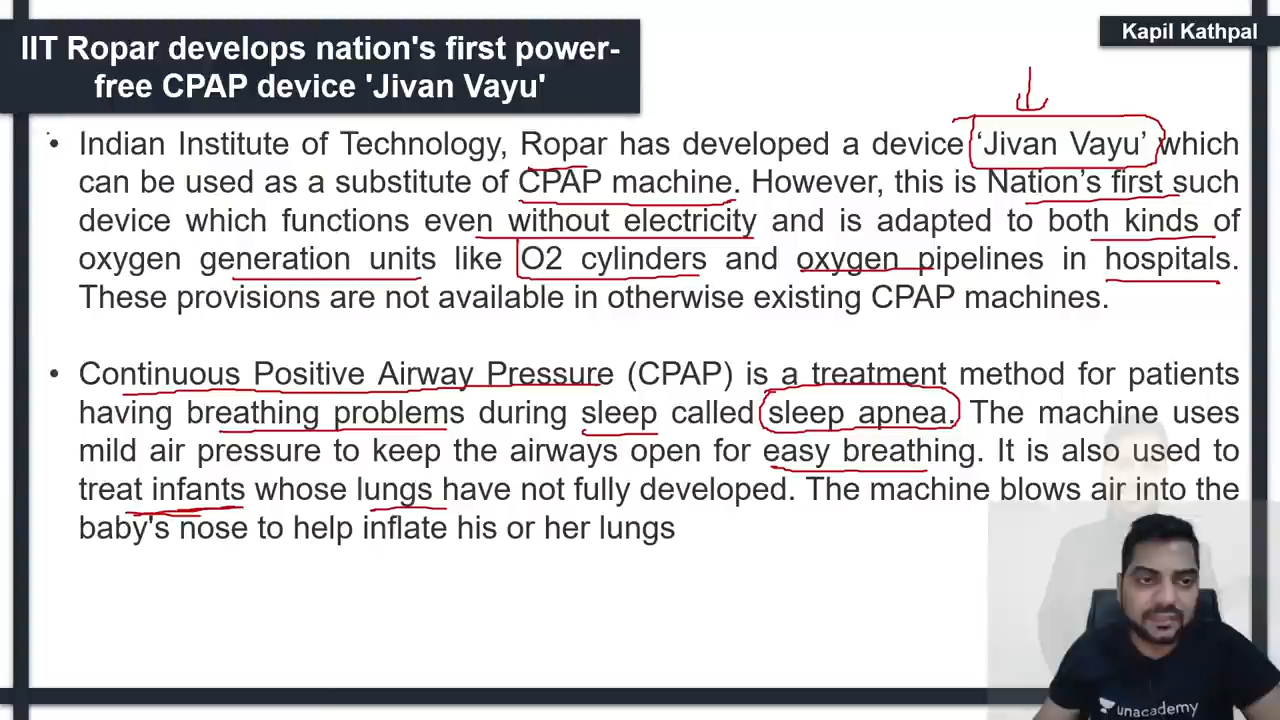 IIT Ropar develops nation's first power-
free CPAP device 'Jivan Vayu'
Kapil Kathpal
• Indian Institute of Technology, Ropar has developed a device ‘Jivan Vayu’ which
can be used as a substitute of CPAP machine. However, this is Nation’s first such
device which functions even without electricity and is adapted to both kinds of
oxygen generation units like O2 cylinders and oxygen pipelines in hospitals.
These provisions are not available in otherwise existing CPAP machines.
• Continuous Positive Airway Pressure (CPAP) is a treatment method for patients
having breathing problems during sleep called sleep apnea. The machine uses
mild air pressure to keep the airways open for easy breathing. It is also used to
treat infants whose lungs have not fully developed. The machine blows air into the
baby's nose to help inflate his or her lungs
unacademy